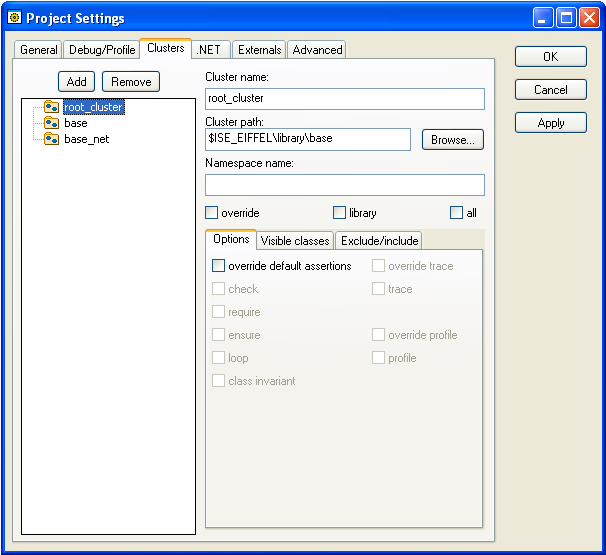 Project Settings
General Debug/Profile Clusters .NET Externals Advanced
OK
Cancel
Apply
Add Remove
root_cluster
base
base_net
Cluster name:
root_cluster
Cluster path:
$ISE_EIFFEL\library\base Browse...
Namespace name:
override library all
Options Visible classes Exclude/include
override default assertions override trace
check trace
require
ensure override profile
loop profile
class invariant